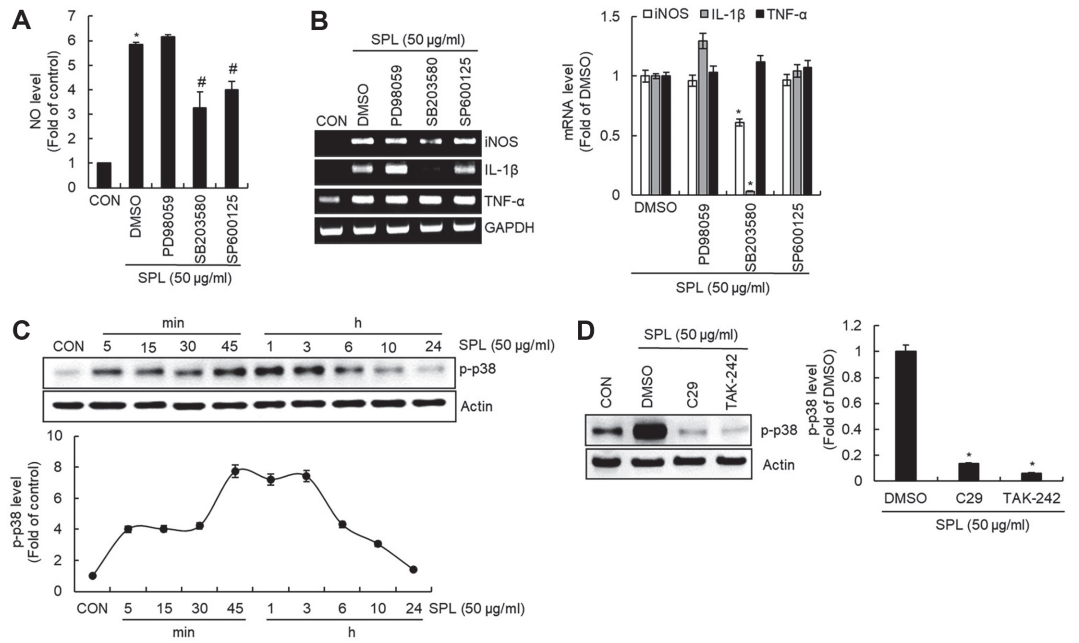 A
NO level
(Fold of control)
7
6
5
4
3
2
1
0
*
#
#
CON
DMSO
PD98059
SB203580
SP600125
SPL (50 µg/ml)
B
SPL (50 µg/ml)
CON
DMSO
PD98059
SB203580
SP600125
iNOS
IL-1β
TNF-α
GAPDH
iNOS IL-1β TNF-α
mRNA level
(Fold of DMSO)
1.5
1
0.5
0
*
*
DMSO
PD98059
SB203580
SP600125
SPL (50 µg/ml)
C
min h
CON 5 15 30 45 1 3 6 10 24 SPL (50 µg/ml)
p-p38
Actin
p-p38 level
(Fold of control)
10
8
6
4
2
0
CON 5 15 30 45 1 3 6 10 24 SPL (50 µg/ml)
min h
D
SPL (50 µg/ml)
CON
DMSO
C29
TAK-242
p-p38
Actin
p-p38 level
(Fold of DMSO)
1.2
1
0.8
0.6
0.4
0.2
0
*
*
DMSO C29 TAK-242
SPL (50 µg/ml)